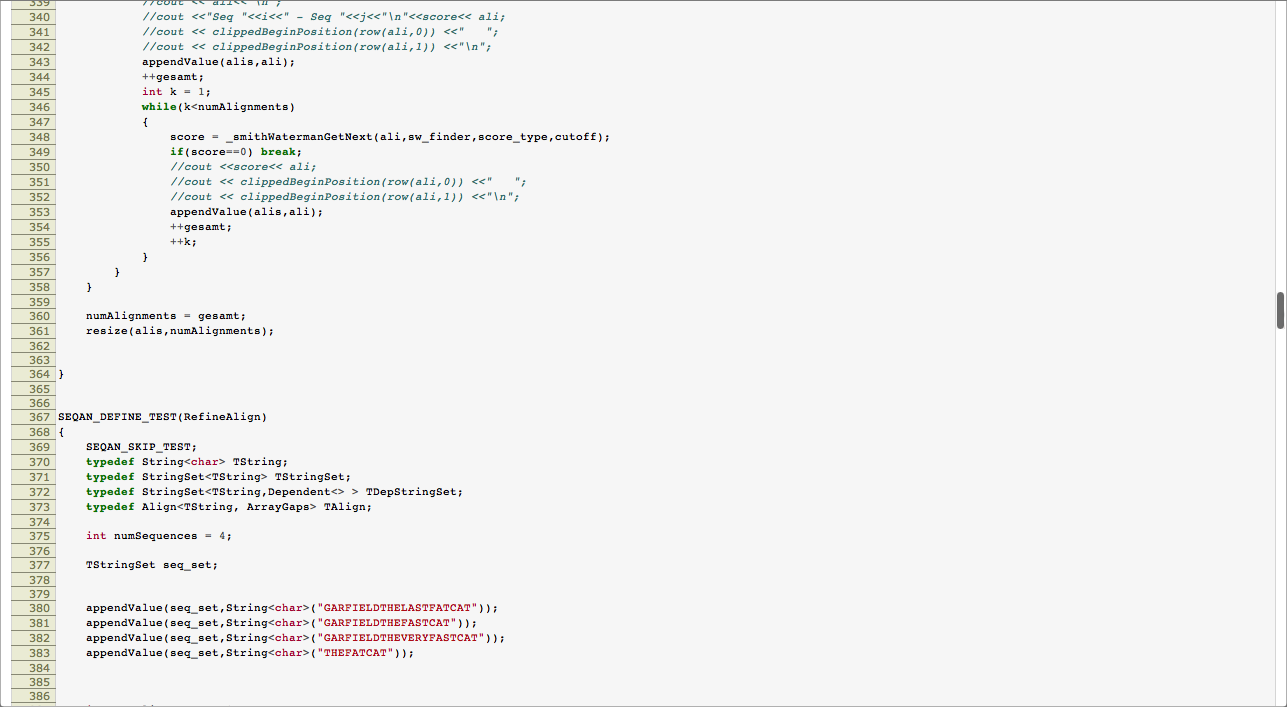 339 //cout << ali<< "\n";
340 //cout <<"Seq "<<i<<" - Seq "<<j<<"\n"<<score<< ali;
341 //cout << clippedBeginPosition(row(ali,0)) <<"   ";
342 //cout << clippedBeginPosition(row(ali,1)) <<"\n";
343 appendValue(alis,ali);
344 ++gesamt;
345 int k = 1;
346 while(k<numAlignments)
347 {
348 score = _smithWatermanGetNext(ali,sw_finder,score_type,cutoff);
349 if(score==0) break;
350 //cout <<score<< ali;
351 //cout << clippedBeginPosition(row(ali,0)) <<"   ";
352 //cout << clippedBeginPosition(row(ali,1)) <<"\n";
353 appendValue(alis,ali);
354 ++gesamt;
355 ++k;
356 }
357 }
358 }
359
360 numAlignments = gesamt;
361 resize(alis,numAlignments);
362
363
364 }
365
366
367 SEQAN_DEFINE_TEST(RefineAlign)
368 {
369 SEQAN_SKIP_TEST;
370 typedef String<char> TString;
371 typedef StringSet<TString> TStringSet;
372 typedef StringSet<TString,Dependent<> > TDepStringSet;
373 typedef Align<TString, ArrayGaps> TAlign;
374
375 int numSequences = 4;
376
377 TStringSet seq_set;
378
379
380 appendValue(seq_set,String<char>("GARFIELDTHELASTFATCAT"));
381 appendValue(seq_set,String<char>("GARFIELDTHEFASTCAT"));
382 appendValue(seq_set,String<char>("GARFIELDTHEVERYFASTCAT"));
383 appendValue(seq_set,String<char>("THEFATCAT"));
384
385
386